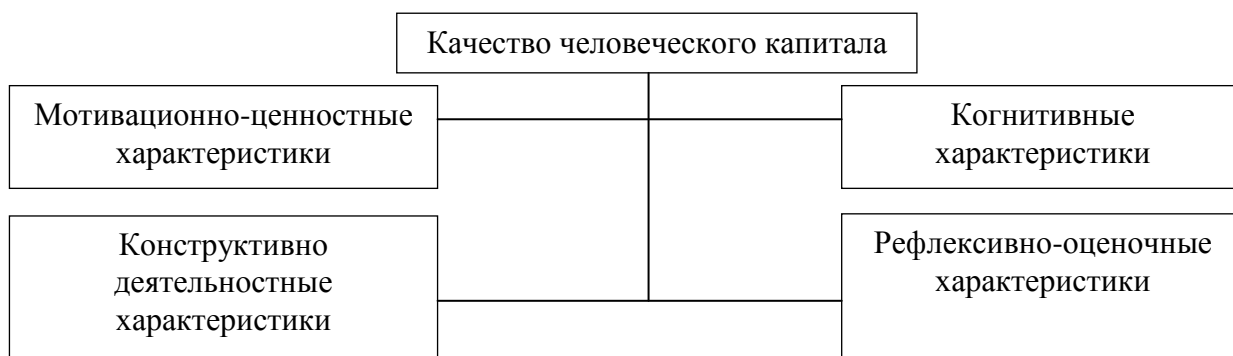 Качество человеческого капитала
Мотивационно-ценностные
характеристики
Когнитивные
характеристики
Конструктивно
деятельностные
характеристики
Рефлексивно-оценочные
характеристики